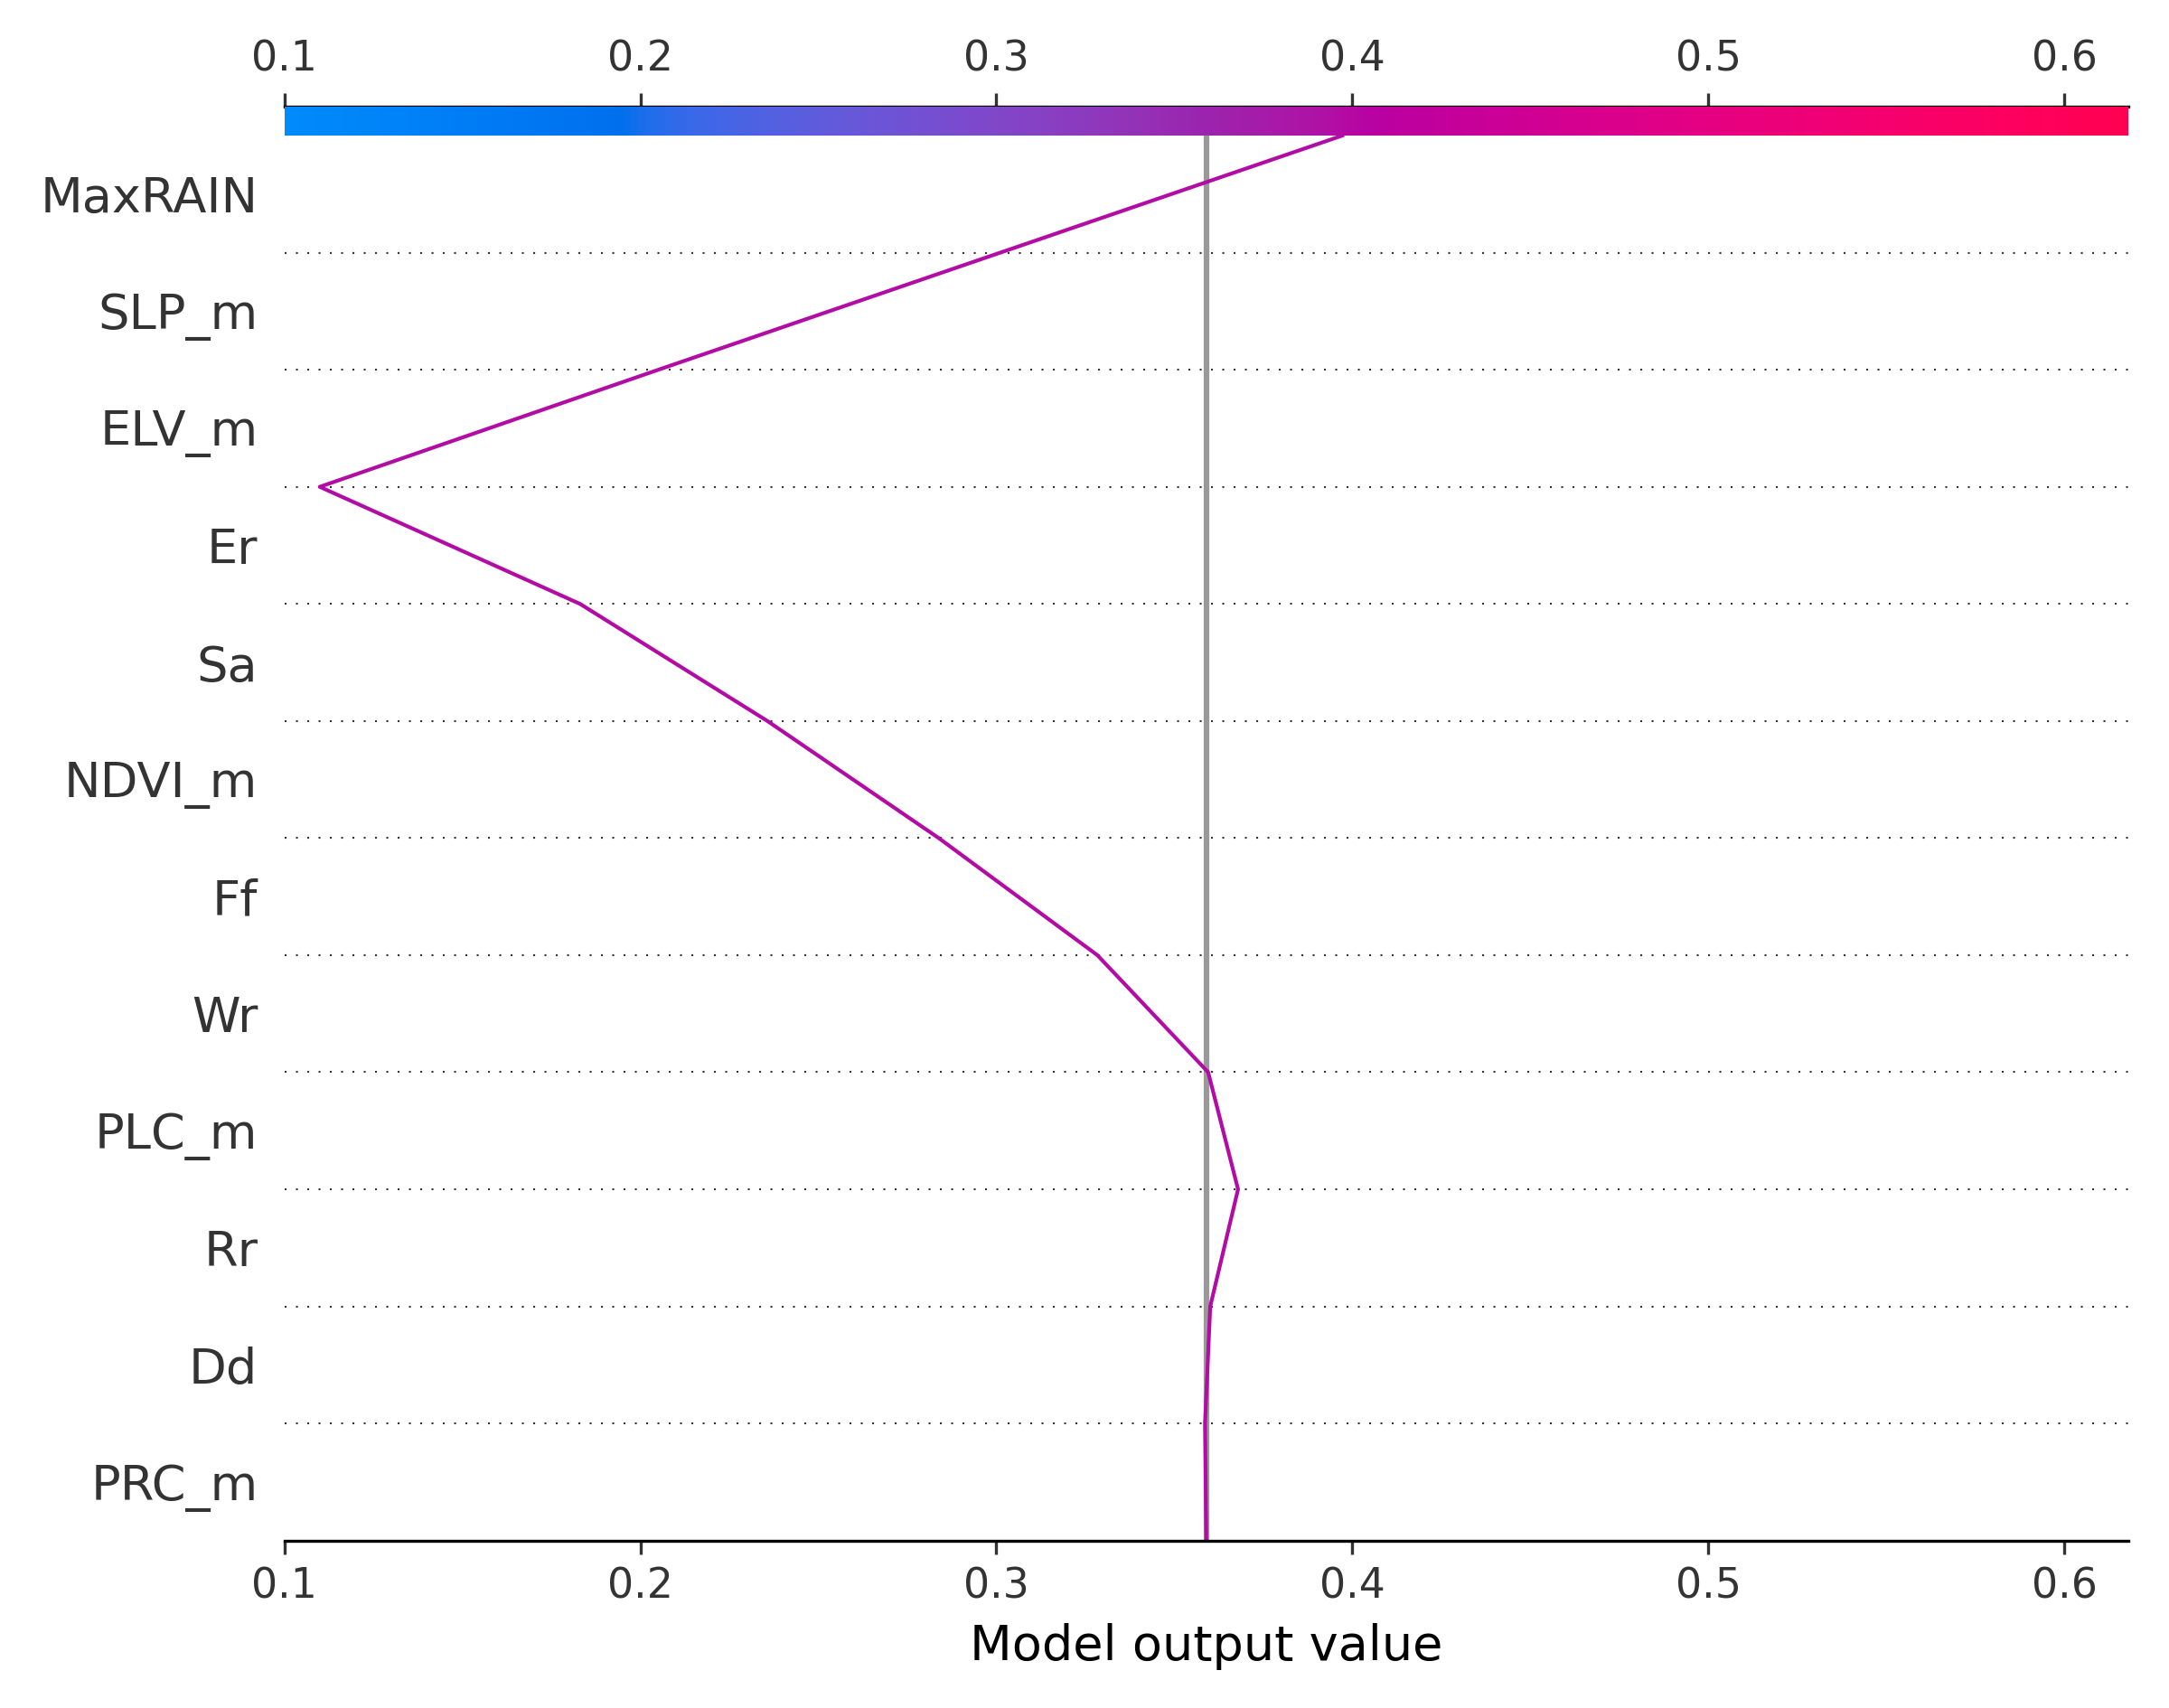 0.1 0.2 0.3 0.4 0.5 0.6
MaxRAIN
SLP_m
ELV_m
Er
Sa
NDVI_m
Ff
Wr
PLC_m
Rr
Dd
PRC_m
0.1 0.2 0.3 0.4 0.5 0.6
Model output value